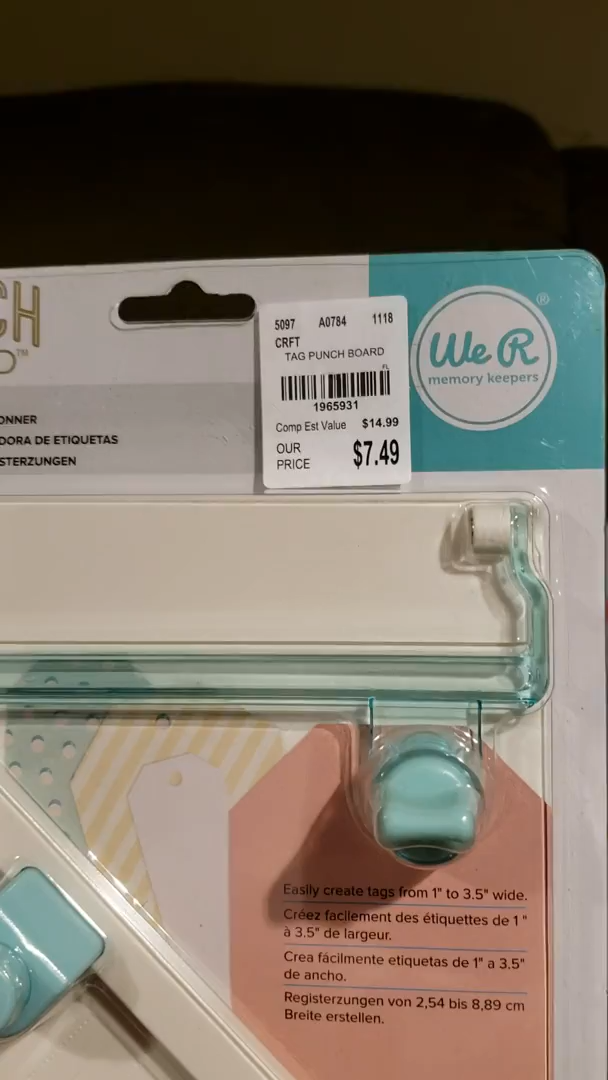 CH
™
ONNER
DORA DE ETIQUETAS
STERZUNGEN
5097 A0784 1118
CRFT
TAG PUNCH BOARD
FL
1965931
Comp Est Value $14.99
OUR
PRICE $7.49
We R®
memory keepers
Easily create tags from 1" to 3.5" wide.
Créez facilement des étiquettes de 1"
à 3.5" de largeur.
Crea fácilmente etiquetas de 1" a 3.5"
de ancho.
Registerzungen von 2,54 bis 8,89 cm
Breite erstellen.